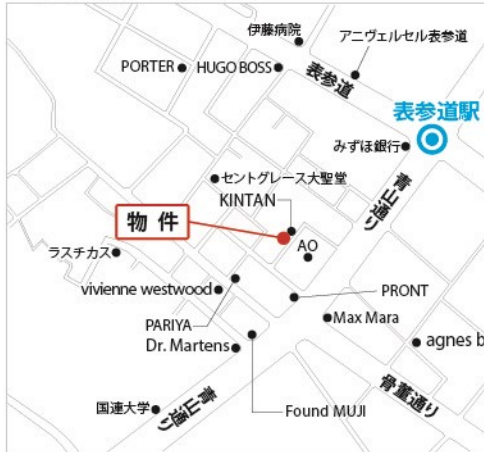 伊藤病院
アニヴェルセル表参道
PORTER
HUGO BOSS
表参道
表参道駅
みずほ銀行
青山通り
セントグレース大聖堂
KINTAN
物件
AO
ラスチカス
vivienne westwood
PRONT
PARIYA
Max Mara
Dr. Martens
agnes b
骨董通り
国連大学
青山通り
Found MUJI